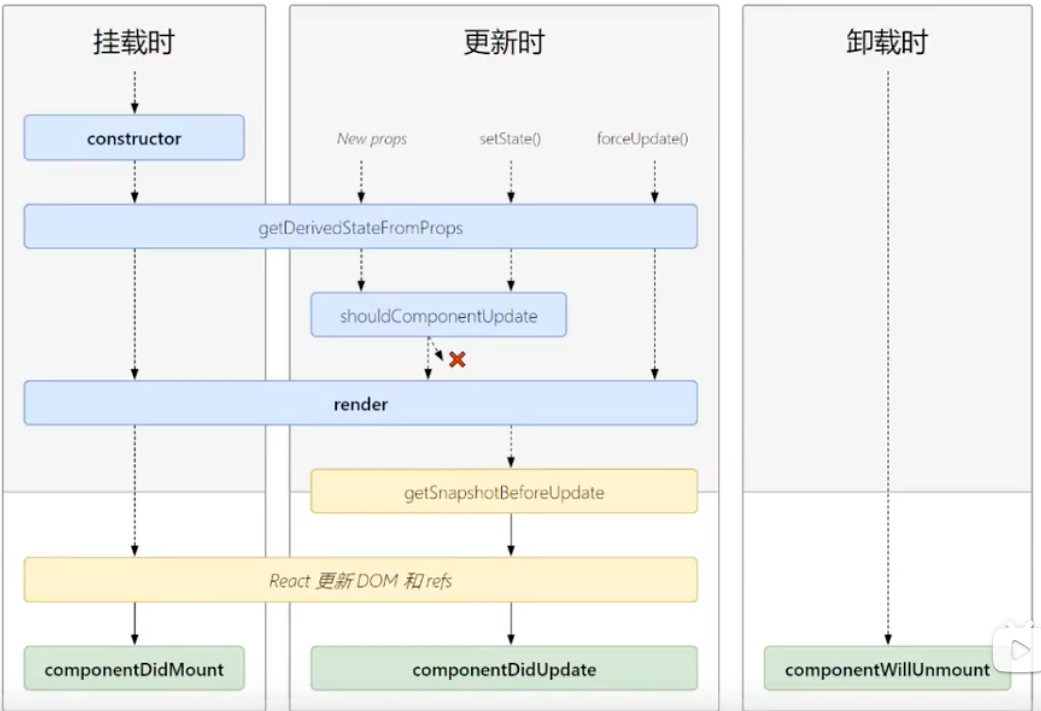 挂载时
更新时
卸载时
constructor
New props
setState()
forceUpdate()
getDerivedStateFromProps
shouldComponentUpdate
render
getSnapshotBeforeUpdate
React 更新 DOM 和 refs
componentDidMount
componentDidUpdate
componentWillUnmount